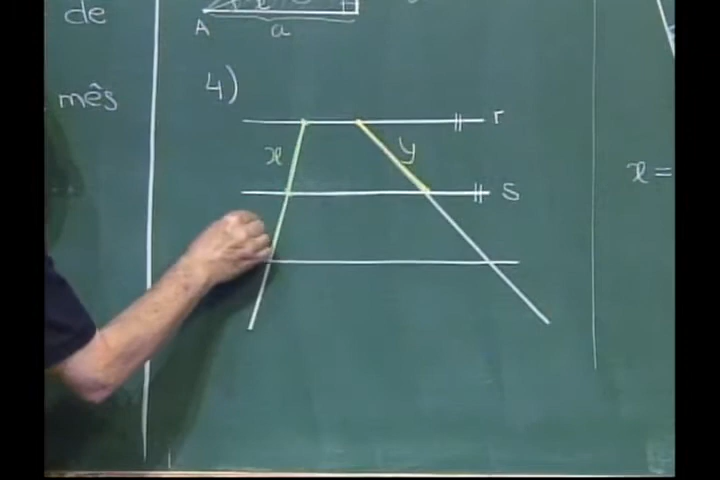 de
mês
A
a
4)
r
x
y
s
x =